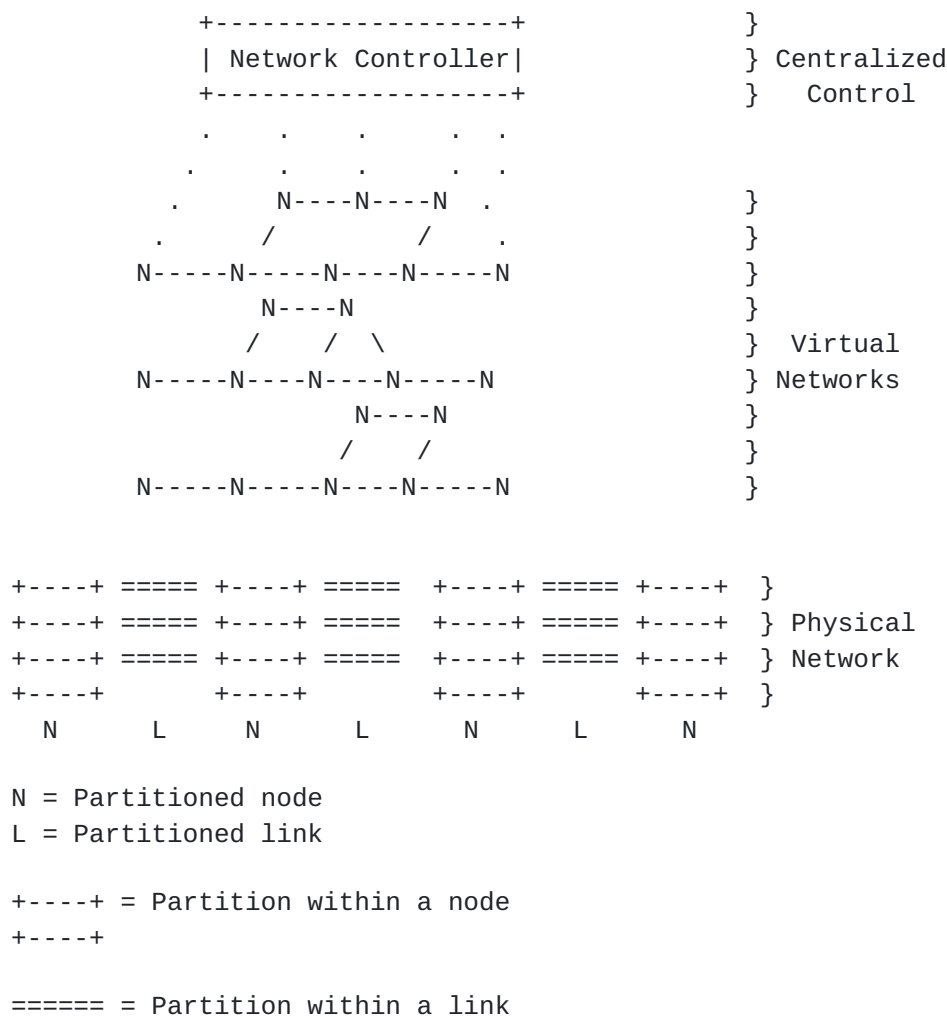 +-------------------+              }
            | Network Controller|              } Centralized
            +-------------------+              }   Control
            .    .    .     .  .
           .     .    .     .  .
          .      N----N----N  .                }
         .      /         /    .               }
        N-----N-----N----N-----N               }
                N----N                         }
               /    /  \                       }  Virtual
        N-----N----N----N-----N                } Networks
                      N----N                   }
                     /    /                    }
        N-----N-----N----N-----N               }

+----+ ===== +----+ =====  +----+ ===== +----+  }
+----+ ===== +----+ =====  +----+ ===== +----+  } Physical
+----+ ===== +----+ =====  +----+ ===== +----+  } Network
+----+       +----+        +----+       +----+  }
  N      L     N      L      N      L      N

N = Partitioned node
L = Partitioned link

+----+ = Partition within a node
+----+

====== = Partition within a link